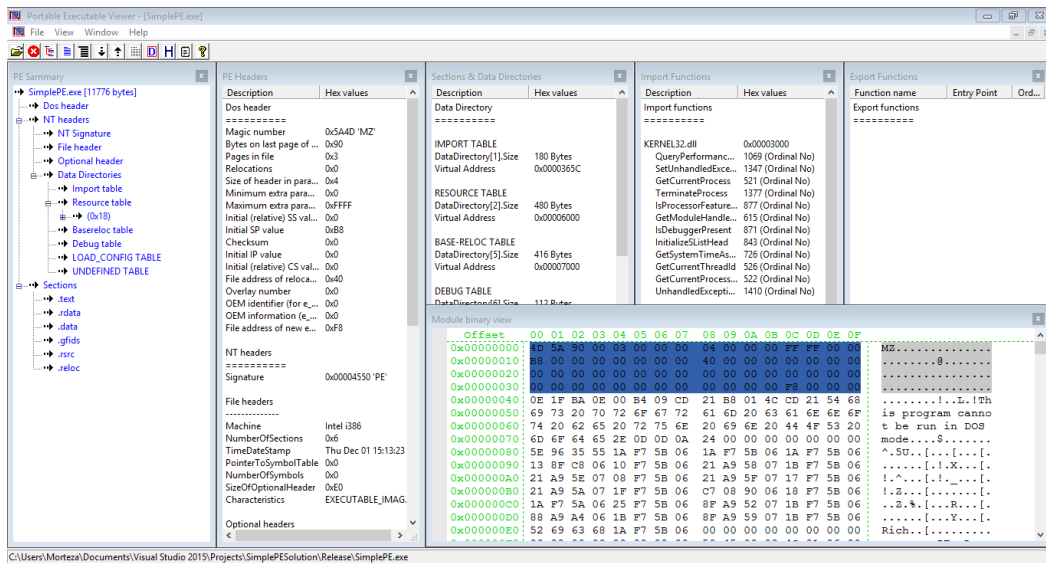 Portable Executable Viewer - [SimplePE.exe]
File View Window Help
PE Summary
SimplePE.exe [11776 bytes]
Dos header
NT headers
NT Signature
File header
Optional header
Data Directories
Import table
Resource table
(0x18)
Basereloc table
Debug table
LOAD_CONFIG TABLE
UNDEFINED TABLE
Sections
.text
.rdata
.data
.gfids
.rsrc
.reloc
PE Headers
Description Hex values
Dos header
==========
Magic number 0x5A4D 'MZ'
Bytes on last page of ... 0x90
Pages in file 0x3
Relocations 0x0
Size of header in para... 0x4
Minimum extra para... 0x0
Maximum extra para... 0xFFFF
Initial (relative) SS val... 0x0
Initial SP value 0xB8
Checksum 0x0
Initial IP value 0x0
Initial (relative) CS val... 0x0
File address of reloca... 0x40
Overlay number 0x0
OEM identifier (for e_... 0x0
OEM information (e_... 0x0
File address of new e... 0xF8
NT headers
==========
Signature 0x00004550 'PE'
File headers
-------------
Machine Intel i386
NumberOfSections 0x6
TimeDateStamp Thu Dec 01 15:13:23
PointerToSymbolTable 0x0
NumberOfSymbols 0x0
SizeOfOptionalHeader 0xE0
Characteristics EXECUTABLE_IMAG.
Optional headers
Sections & Data Directories
Description Hex values
Data Directory
==========
IMPORT TABLE
DataDirectory[1].Size 180 Bytes
Virtual Address 0x0000365C
RESOURCE TABLE
DataDirectory[2].Size 480 Bytes
Virtual Address 0x00006000
BASE-RELOC TABLE
DataDirectory[5].Size 416 Bytes
Virtual Address 0x00007000
DEBUG TABLE
DataDirectory[6].Size 112 Bytes
Import Functions
Description Hex values
Import functions
==========
KERNEL32.dll 0x00003000
QueryPerformanc... 1069 (Ordinal No)
SetUnhandledExce... 1347 (Ordinal No)
GetCurrentProcess 521 (Ordinal No)
TerminateProcess 1377 (Ordinal No)
IsProcessorFeature... 877 (Ordinal No)
GetModuleHandle... 615 (Ordinal No)
IsDebuggerPresent 871 (Ordinal No)
InitializeSListHead 843 (Ordinal No)
GetSystemTimeAs... 726 (Ordinal No)
GetCurrentThreadId 526 (Ordinal No)
GetCurrentProcess... 522 (Ordinal No)
UnhandledExcepti... 1410 (Ordinal No)
Export Functions
Function name Entry Point Ord...
Export functions
==========
Module binary view
Offset 00 01 02 03 04 05 06 07 08 09 0A 0B 0C 0D 0E 0F
0x00000000 4D 5A 90 00 03 00 00 00 04 00 00 00 FF FF 00 00 MZ..............
0x00000010 B8 00 00 00 00 00 00 00 40 00 00 00 00 00 00 00 ........@.......
0x00000020 00 00 00 00 00 00 00 00 00 00 00 00 00 00 00 00 ................
0x00000030 00 00 00 00 00 00 00 00 00 00 00 00 F8 00 00 00 ................
0x00000040 0E 1F BA 0E 00 B4 09 CD 21 B8 01 4C CD 21 54 68 ........!..L.!Th
0x00000050 69 73 20 70 72 6F 67 72 61 6D 20 63 61 6E 6E 6F is program canno
0x00000060 74 20 62 65 20 72 75 6E 20 69 6E 20 44 4F 53 20 t be run in DOS
0x00000070 6D 6F 64 65 2E 0D 0D 0A 24 00 00 00 00 00 00 00 mode....$.......
0x00000080 5E 96 35 55 1A F7 5B 06 1A F7 5B 06 1A F7 5B 06 ^.5U..[...[...[.
0x00000090 13 8F C8 06 10 F7 5B 06 21 A9 58 07 1B F7 5B 06 ......[.!.X...[.
0x000000A0 21 A9 5E 07 08 F7 5B 06 21 A9 5F 07 17 F7 5B 06 !.^...[.!._...[.
0x000000B0 21 A9 5A 07 1F F7 5B 06 C7 08 90 06 18 F7 5B 06 !.Z...[.......[.
0x000000C0 1A F7 5A 06 25 F7 5B 06 8F A9 52 07 1B F7 5B 06 ..Z.%.[...R...[.
0x000000D0 88 A9 A4 06 1B F7 5B 06 8F A9 59 07 1B F7 5B 06 ......[...Y...[.
0x000000E0 52 69 63 68 1A F7 5B 06 00 00 00 00 00 00 00 00 Rich..[.........
C:\Users\Morteza\Documents\Visual Studio 2015\Projects\SimplePESolution\Release\SimplePE.exe